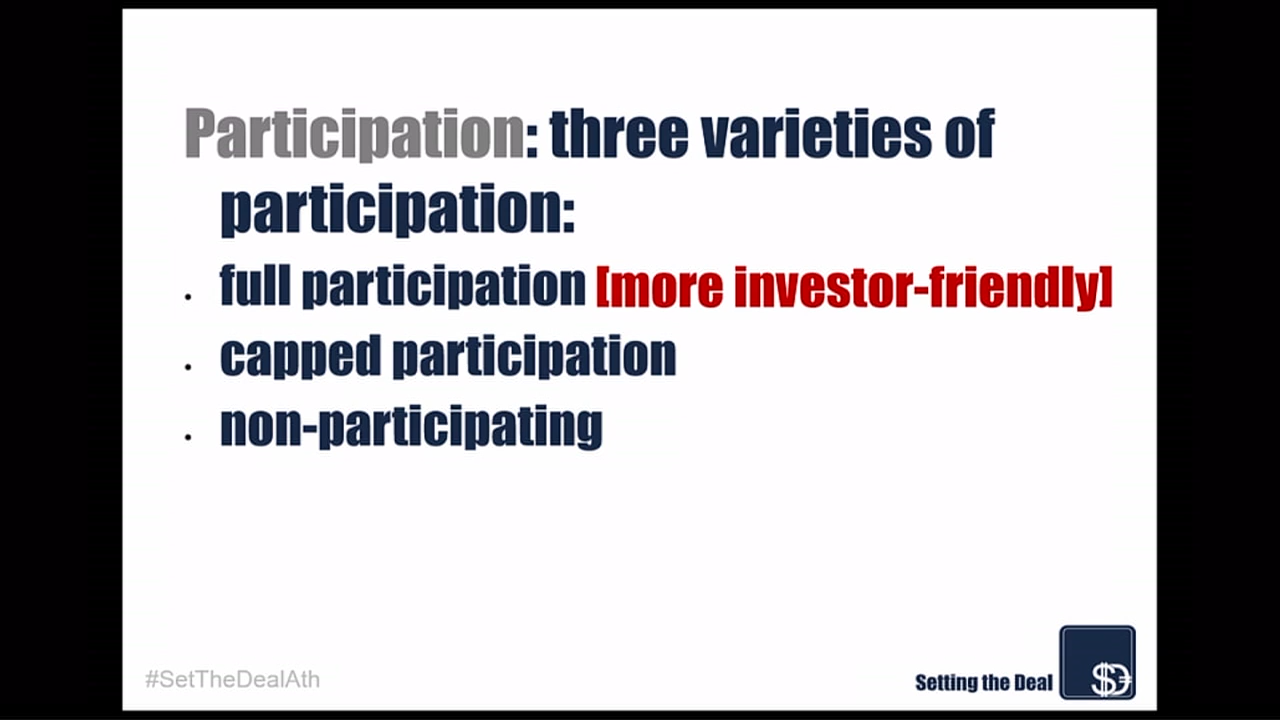 Participation: three varieties of
participation:
• full participation [more investor-friendly]
• capped participation
• non-participating
#SetTheDealAth
Setting the Deal